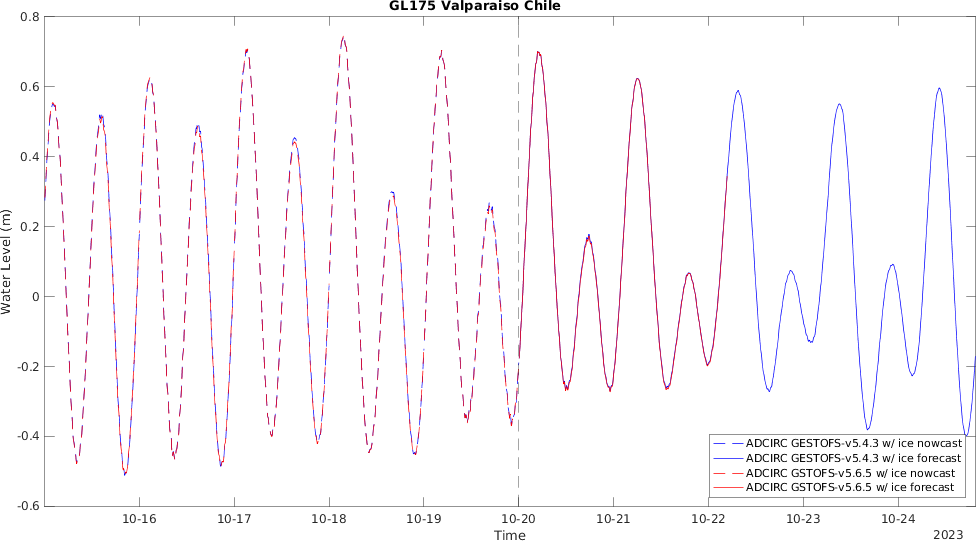 GL175 Valparaiso Chile
0.8
0.6
0.4
0.2
0
-0.2
-0.4
-0.6
Water Level (m)
ADCIRC GESTOFS-v5.4.3 w/ ice nowcast
ADCIRC GESTOFS-v5.4.3 w/ ice forecast
ADCIRC GSTOFS-v5.6.5 w/ ice nowcast
ADCIRC GSTOFS-v5.6.5 w/ ice forecast
10-16 10-17 10-18 10-19 10-20 10-21 10-22 10-23 10-24
Time
2023